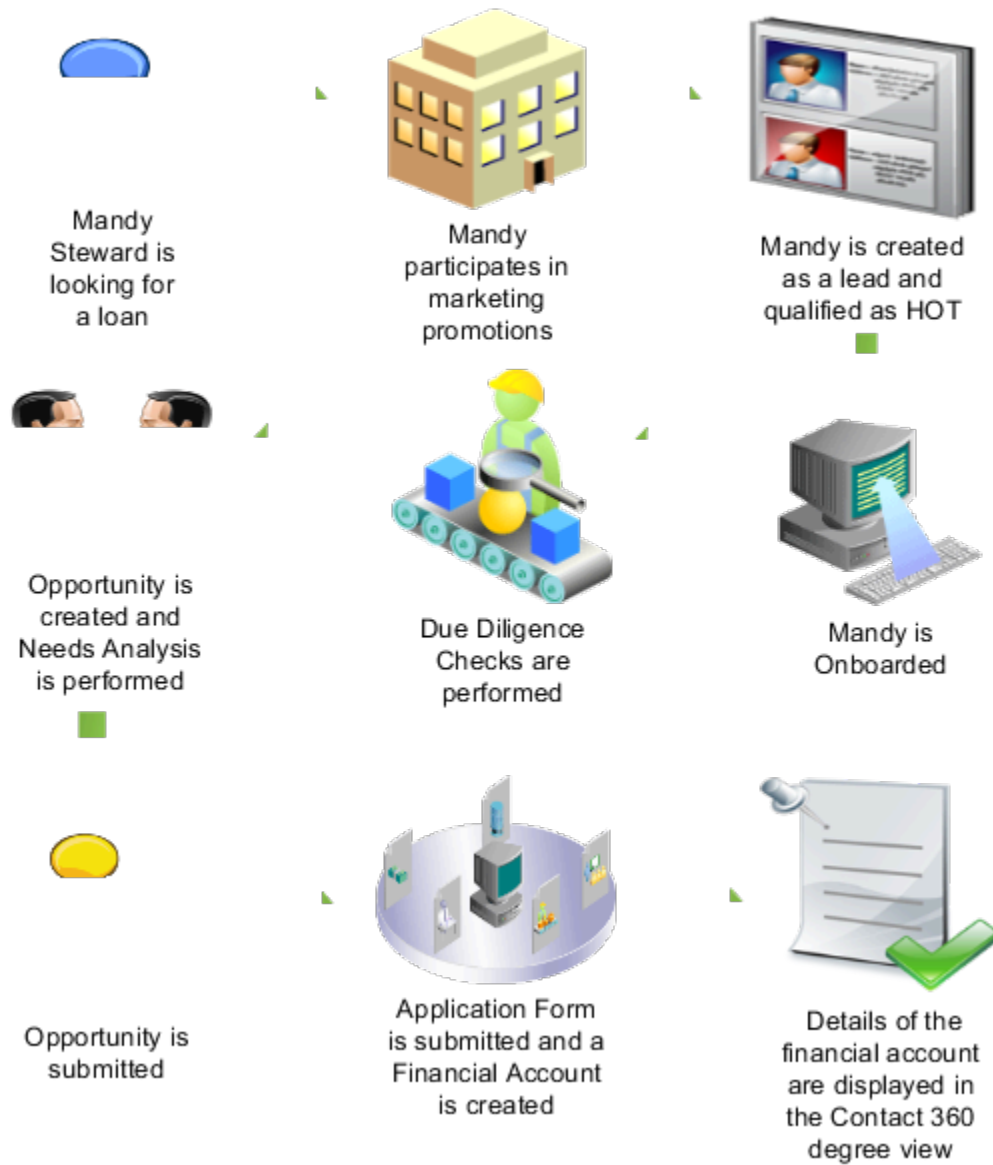 Mandy
Steward is
looking for
a loan
Mandy
participates in
marketing
promotions
Mandy is created
as a lead and
qualified as HOT
Opportunity is
created and
Needs Analysis
is performed
Due Diligence
Checks are
performed
Mandy is
Onboarded
Opportunity is
submitted
Application Form
is submitted and a
Financial Account
is created
Details of the
financial account
are displayed in
the Contact 360
degree view